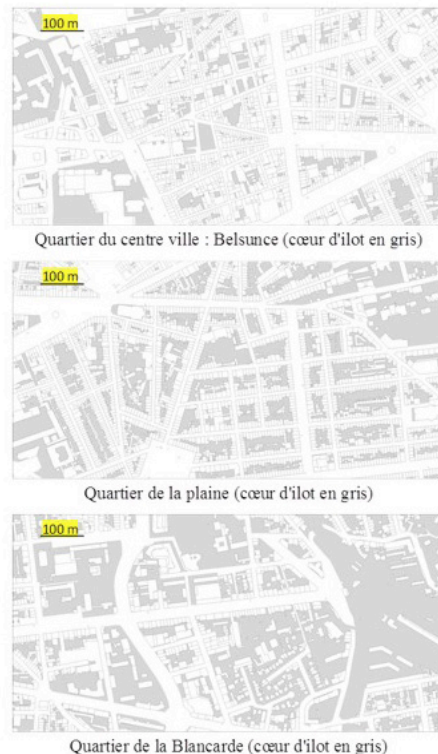 100 m
Quartier du centre ville : Belsunce (cœur d'ilot en gris)
100 m
Quartier de la plaine (cœur d'ilot en gris)
100 m
Quartier de la Blancarde (cœur d'ilot en gris)